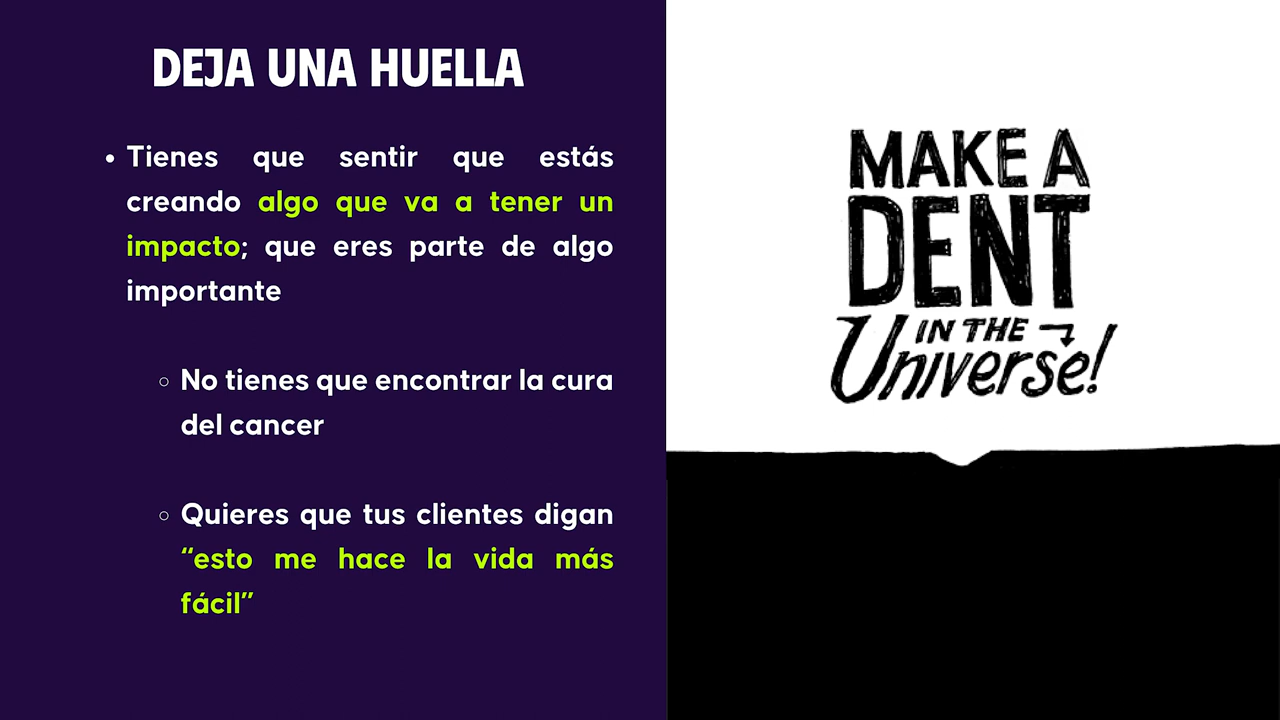 DEJA UNA HUELLA
• Tienes que sentir que estás
creando algo que va a tener un
impacto; que eres parte de algo
importante
○ No tienes que encontrar la cura
del cancer
○ Quieres que tus clientes digan
“esto me hace la vida más
fácil”
MAKE A
DENT
IN THE
Universe!